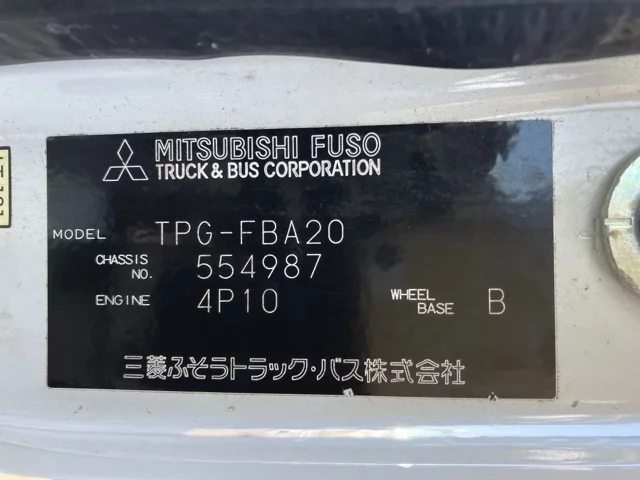 MITSUBISHI FUSO
TRUCK & BUS CORPORATION
MODEL TPG-FBA20
CHASSIS NO. 554987
ENGINE 4P10 WHEEL BASE B
三菱ふそうトラック・バス株式会社